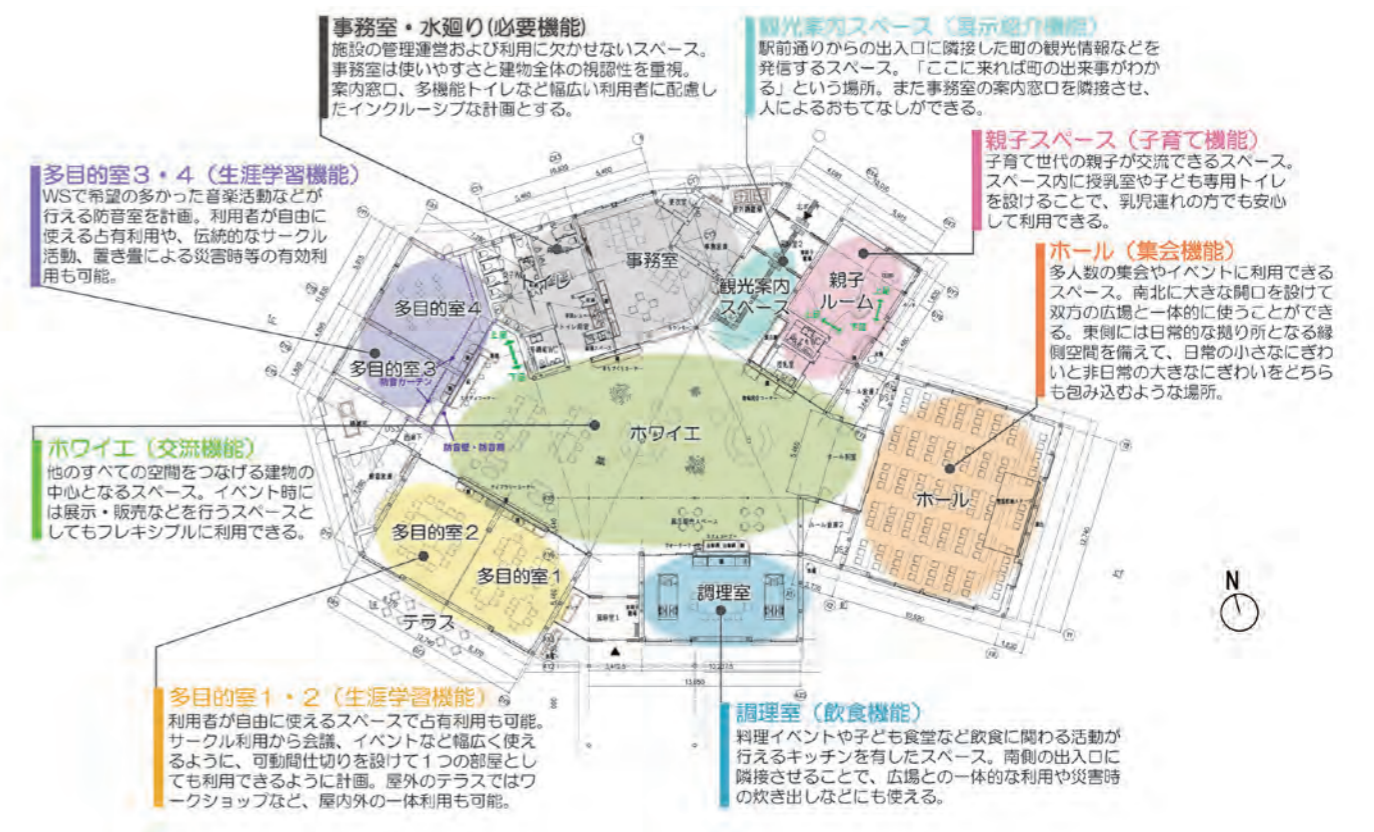 事務室・水廻り(必要機能)
施設の管理運営および利用に欠かせないスペース。
事務室は使いやすさと建物全体の視認性を重視。
案内窓口、多機能トイレなど幅広い利用者に配慮し
たインクルーシブな計画とする。
観光案内スペース（展示紹介機能）
駅前通りからの出入口に隣接した町の観光情報などを
発信するスペース。「ここに来れば町の出来事がわか
る」という場所。また事務室の案内窓口を隣接させ、
人によるおもてなしができる。
親子スペース（子育て機能）
子育て世代の親子が交流できるスペース。
スペース内に授乳室や子ども専用トイレ
を設けることで、乳児連れの方でも安心
して利用できる。
多目的室３・４（生涯学習機能）
WSで希望の多かった音楽活動などが
行える防音室を計画。利用者が自由に
使える占有利用や、伝統的なサークル
活動、置き畳による災害時等の有効利
用も可能。
ホール（集会機能）
多人数の集会やイベントに利用できる
スペース。南北に大きな開口を設けて
双方の広場と一体的に使うことができ
る。東側には日常的な拠り所となる縁
側空間を備えて、日常の小さなにぎわ
いと非日常の大きなにぎわいをどちら
も包み込むような場所。
事務室
観光案内
スペース
親子
ルーム
多目的室４
多目的室３
防音カーテン
防音壁・防音扉
上足
下足
上足
下足
ホワイエ
ホール
ホワイエ（交流機能）
他のすべての空間をつなげる建物の
中心となるスペース。イベント時に
は展示・販売などを行うスペースと
してもフレキシブルに利用できる。
多目的室２
多目的室１
調理室
テラス
風除室1
N
多目的室１・２（生涯学習機能）
利用者が自由に使えるスペースで占有利用も可能。
サークル利用から会議、イベントなど幅広く使え
るように、可動間仕切りを設けて１つの部屋とし
ても利用できるように計画。屋外のテラスではワ
ークショップなど、屋内外の一体利用も可能。
調理室（飲食機能）
料理イベントや子ども食堂など飲食に関わる活動が
行えるキッチンを有したスペース。南側の出入口に
隣接させることで、広場との一体的な利用や災害時
の炊き出しなどにも使える。